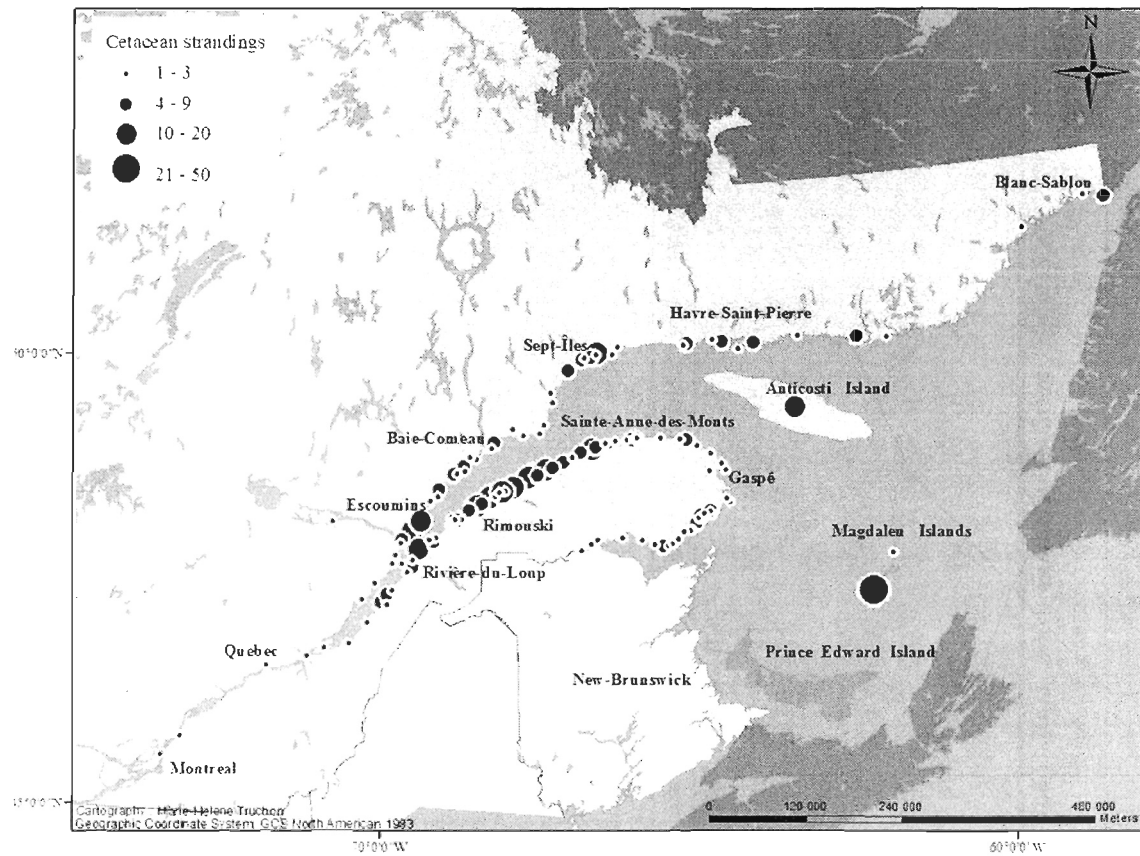 Cetacean strandings
1 - 3
4 - 9
10 - 20
21 - 50
N
Blanc-Sablon
Havre-Saint-Pierre
Sept-Îles
Anticosti Island
Sainte-Anne-des-Monts
Baie-Comeau
Gaspé
Escoumins
Rimouski
Magdalen Islands
Rivière-du-Loup
Quebec
Prince Edward Island
New-Brunswick
Montreal
Cartography: Marie-Hélène Truchon
Geographic Coordinate System: GCS North American 1983
0 120 000 240 000 480 000
Meters
70°0'0"W
60°0'0"W